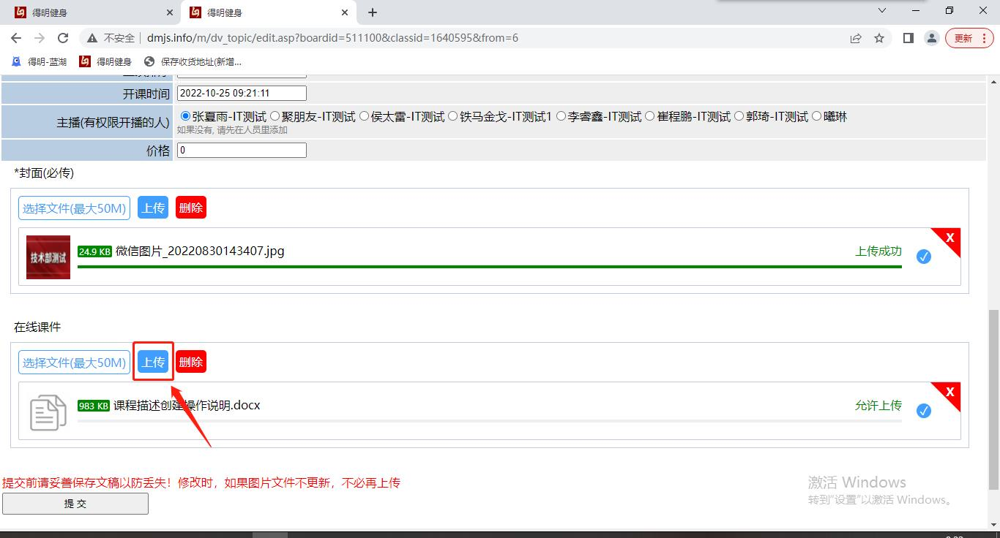 得明健身
得明健身
不安全 dmjs.info/m/dv_topic/edit.asp?boardid=511100&classid=1640595&from=6 更新
得明-蓝湖 得明健身 保存收货地址(新增...
开课时间 2022-10-25 09:21:11
主播(有权限开播的人) 张夏雨-IT测试 聚朋友-IT测试 侯太雷-IT测试 铁马金戈-IT测试1 李睿鑫-IT测试 崔程鹏-IT测试 郭琦-IT测试 曦琳
如果没有, 请先在人员里添加
价格 0
*封面(必传)
选择文件(最大50M) 上传 删除
技术部测试
24.9 KB 微信图片_20220830143407.jpg 上传成功
X
在线课件
选择文件(最大50M) 上传 删除
983 KB 课程描述创建操作说明.docx 允许上传
X
提交前请妥善保存文稿以防丢失！修改时，如果图片文件不更新，不必再上传
提 交
激活 Windows
转到"设置"以激活 Windows。